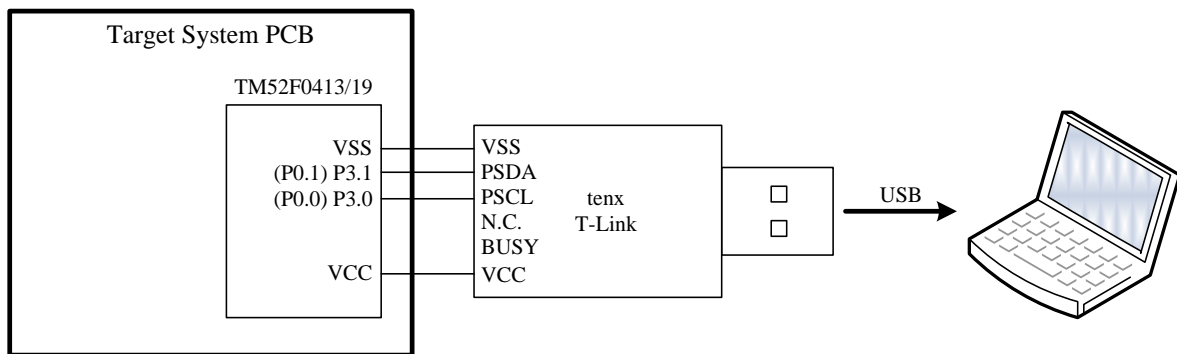 Target System PCB
TM52F0413/19
VSS
(P0.1) P3.1
(P0.0) P3.0
VCC
VSS
PSDA
PSCL
N.C.
BUSY
VCC
tenx
T-Link
USB